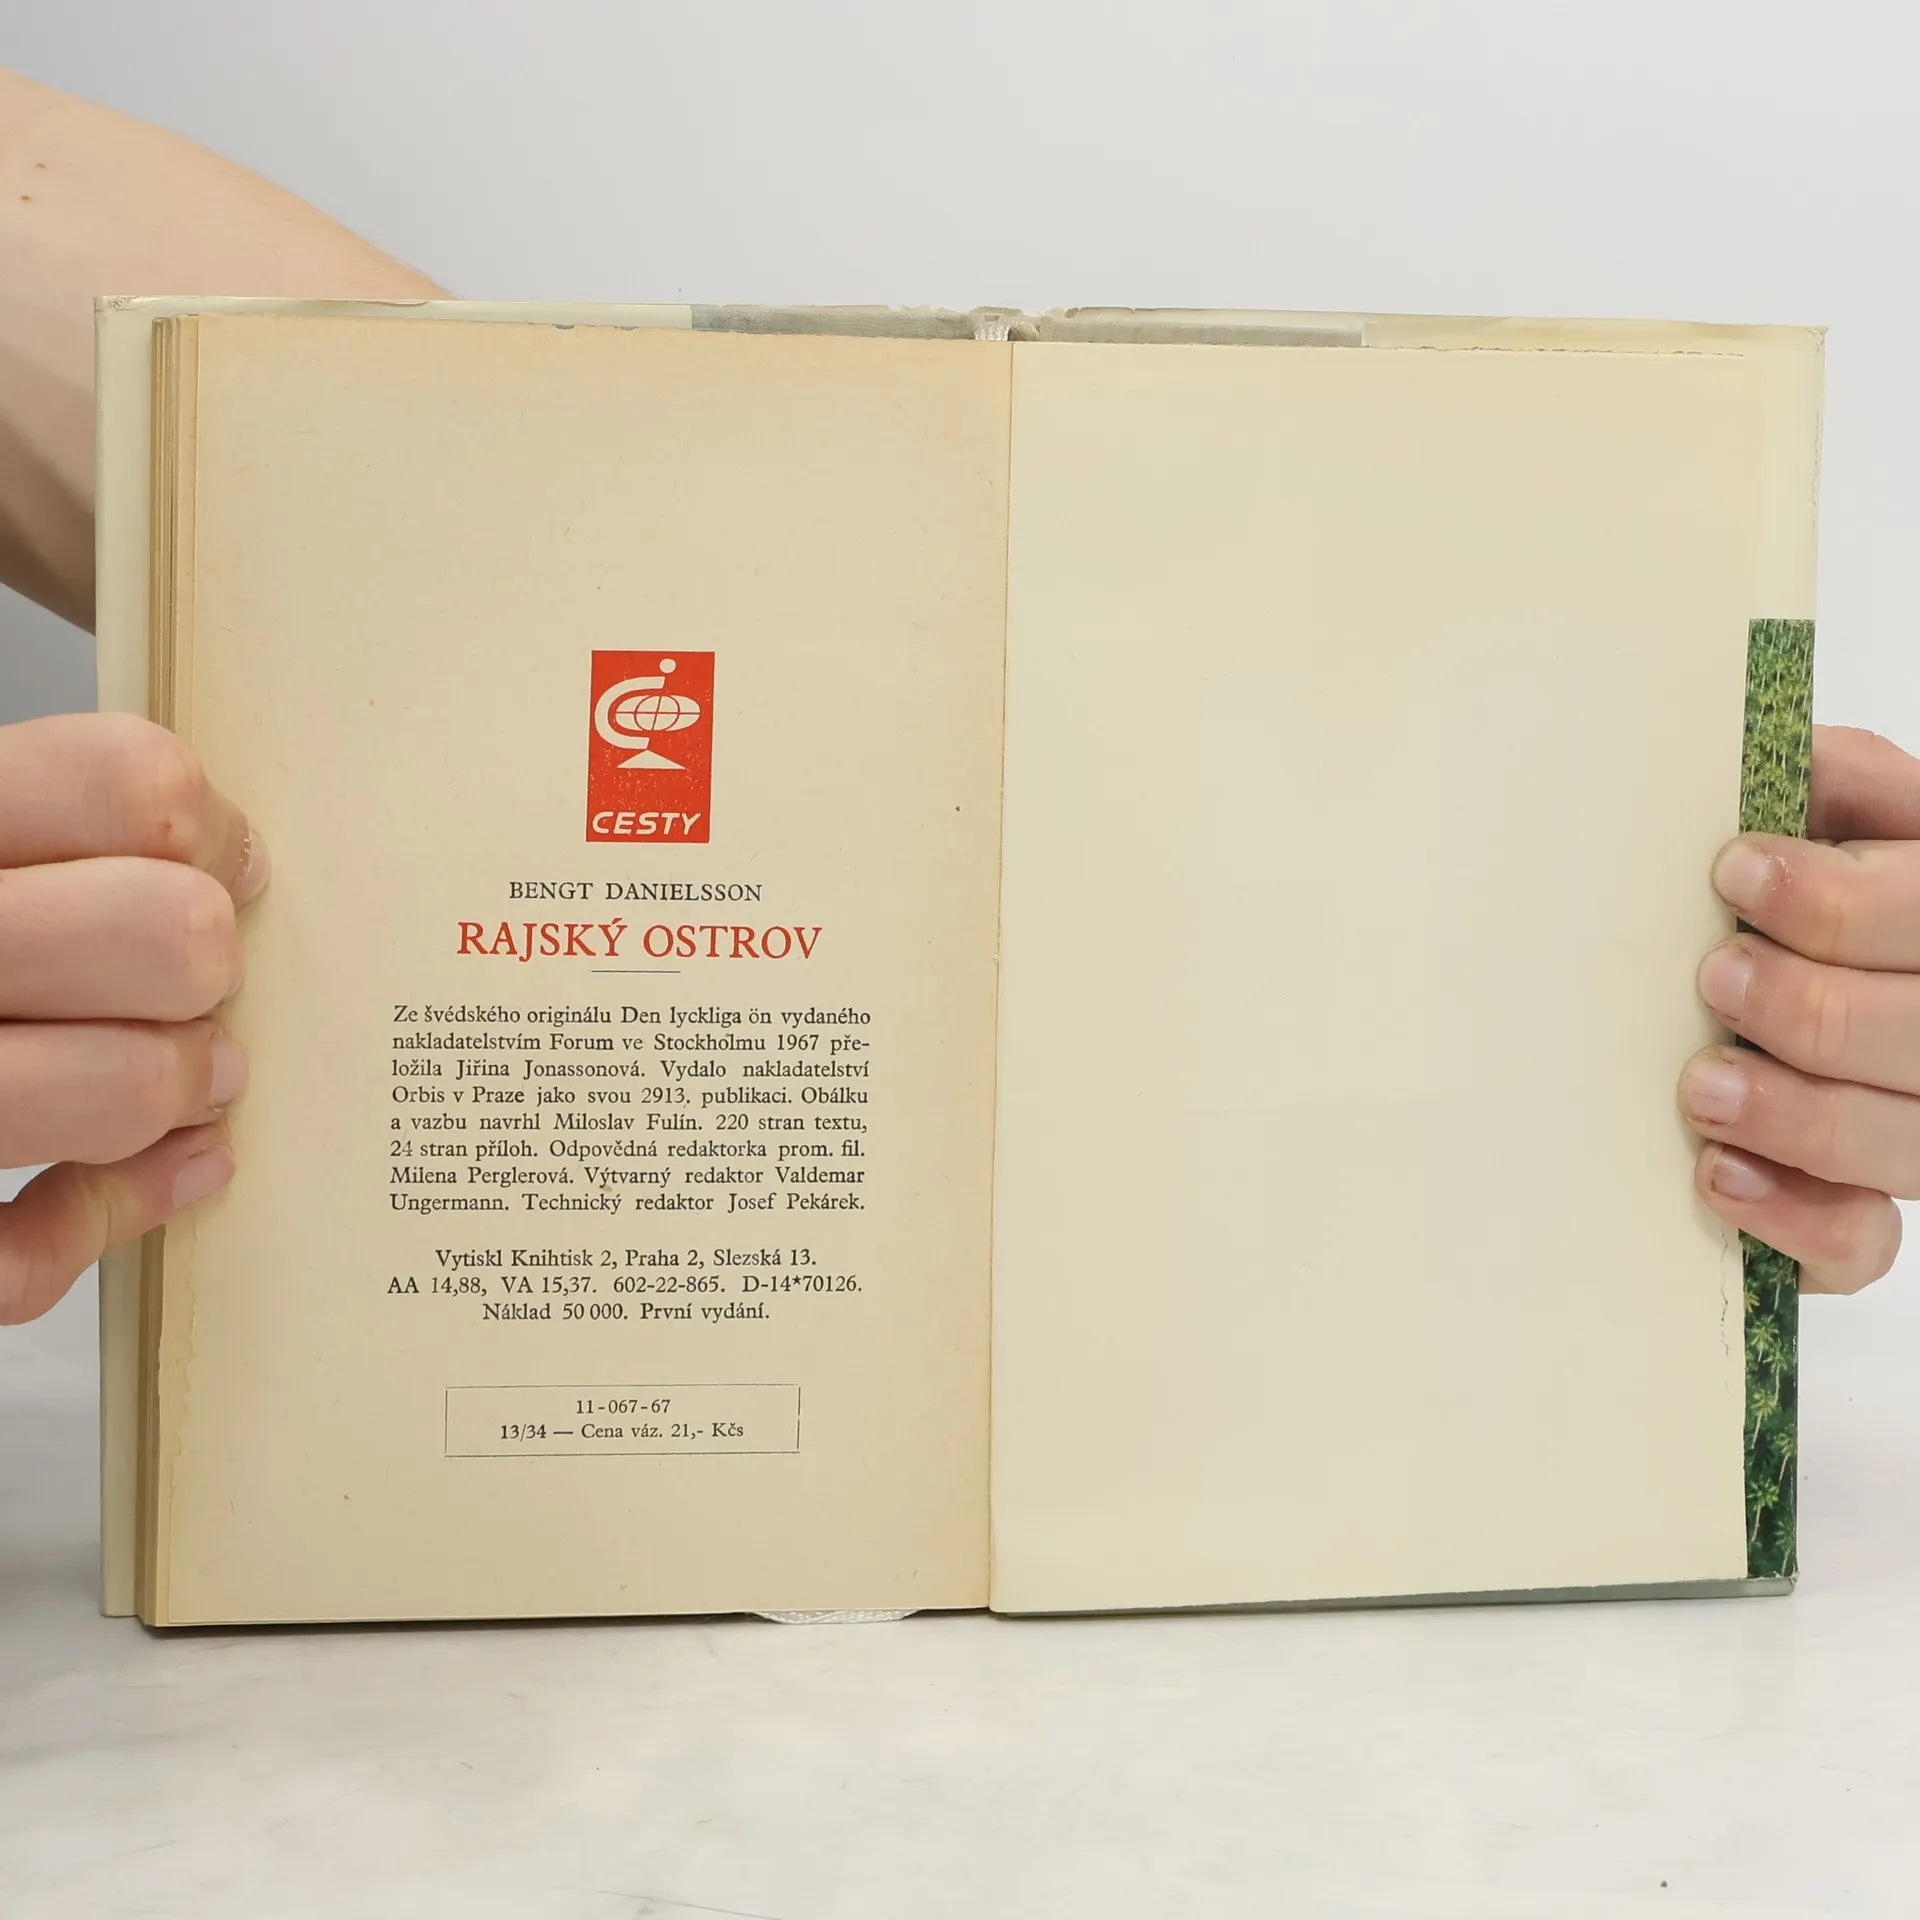 CESTY
BENGT DANIELSSON
RAJSKÝ OSTROV
Ze švédského originálu Den lyckliga ön vydaného
nakladatelstvím Forum ve Stockholmu 1967 pře-
ložila Jiřina Jonassonová. Vydalo nakladatelství
Orbis v Praze jako svou 2913. publikaci. Obálku
a vazbu navrhl Miloslav Fulín. 220 stran textu,
24 stran příloh. Odpovědná redaktorka prom. fil.
Milena Perglerová. Výtvarný redaktor Valdemar
Ungermann. Technický redaktor Josef Pekárek.
Vytiskl Knihtisk 2, Praha 2, Slezská 13.
AA 14,88, VA 15,37. 602-22-865. D-14*70126.
Náklad 50 000. První vydání.
11-067-67
13/34 — Cena váz. 21,- Kčs